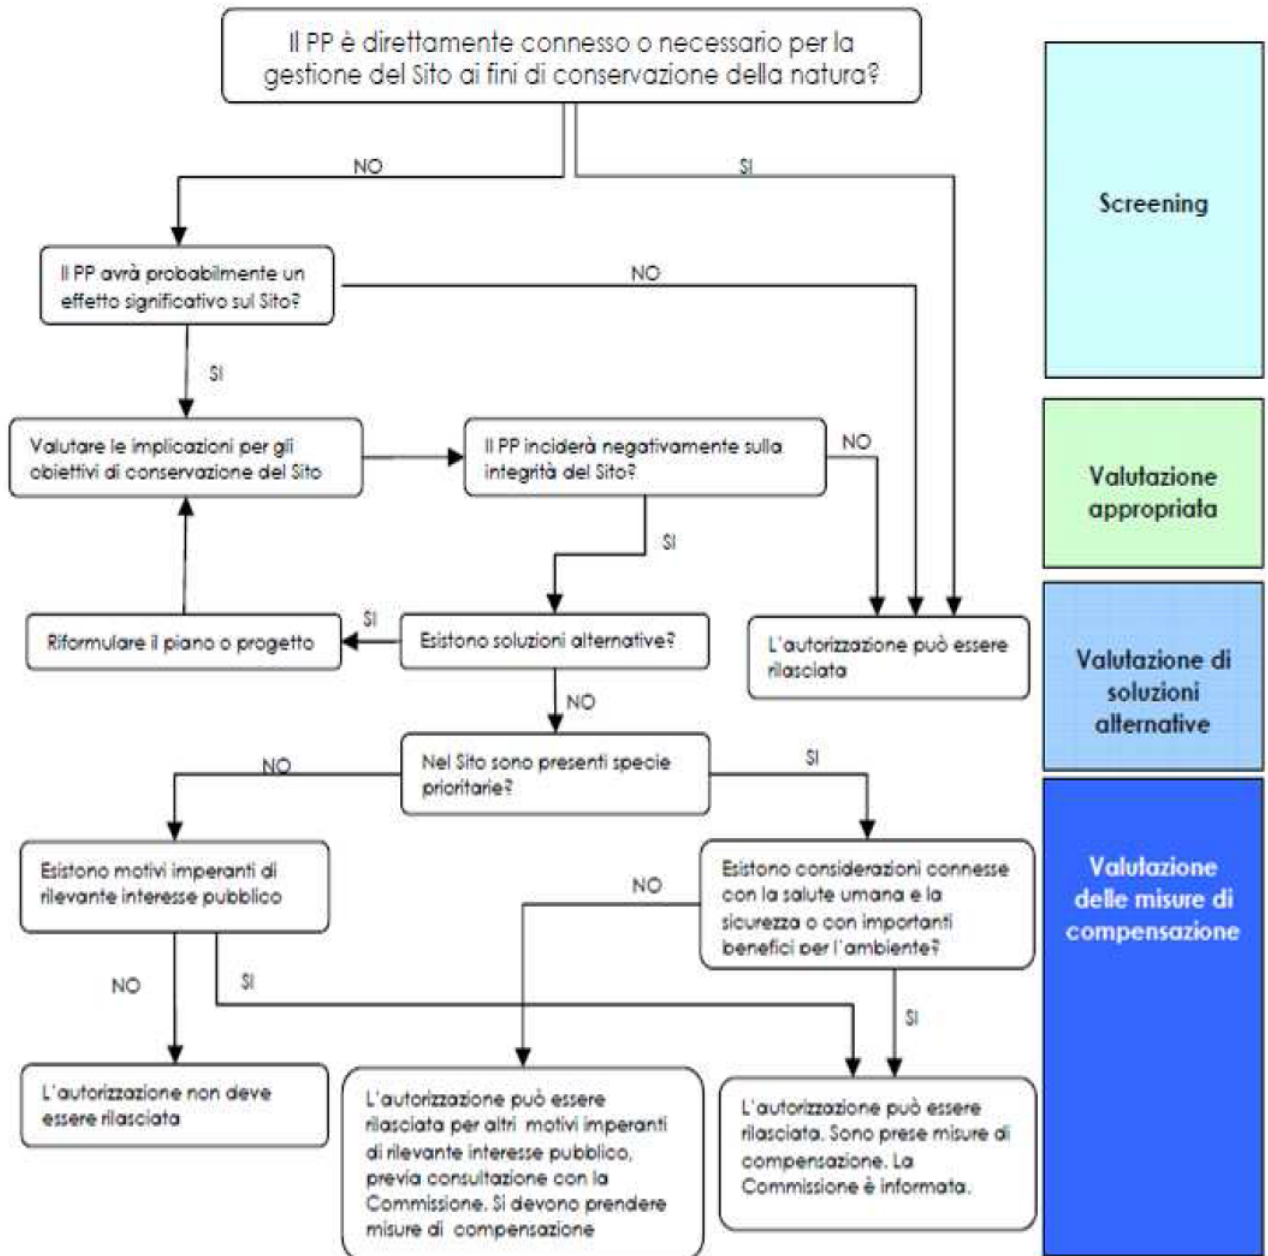 Il PP è direttamente connesso o necessario per la
gestione del Sito ai fini di conservazione della natura?
NO
SI
Screening
Il PP avrà probabilmente un
effetto significativo sul Sito?
NO
SI
Valutare le implicazioni per gli
obiettivi di conservazione del Sito
Il PP inciderà negativamente sulla
integrità del Sito?
NO
Valutazione
appropriata
SI
Riformulare il piano o progetto
SI
Esistono soluzioni alternative?
L'autorizzazione può essere
rilasciata
Valutazione di
soluzioni
alternative
NO
Nel Sito sono presenti specie
prioritarie?
NO
SI
Esistono motivi imperanti di
rilevante interesse pubblico
NO
Esistono considerazioni connesse
con la salute umana e la
sicurezza o con importanti
benefici per l'ambiente?
Valutazione
delle misure di
compensazione
NO
SI
SI
L'autorizzazione non deve
essere rilasciata
L'autorizzazione può essere
rilasciata per altri motivi imperanti
di rilevante interesse pubblico,
previa consultazione con la
Commissione. Si devono prendere
misure di compensazione
L'autorizzazione può essere
rilasciata. Sono prese misure di
compensazione. La
Commissione è informata.